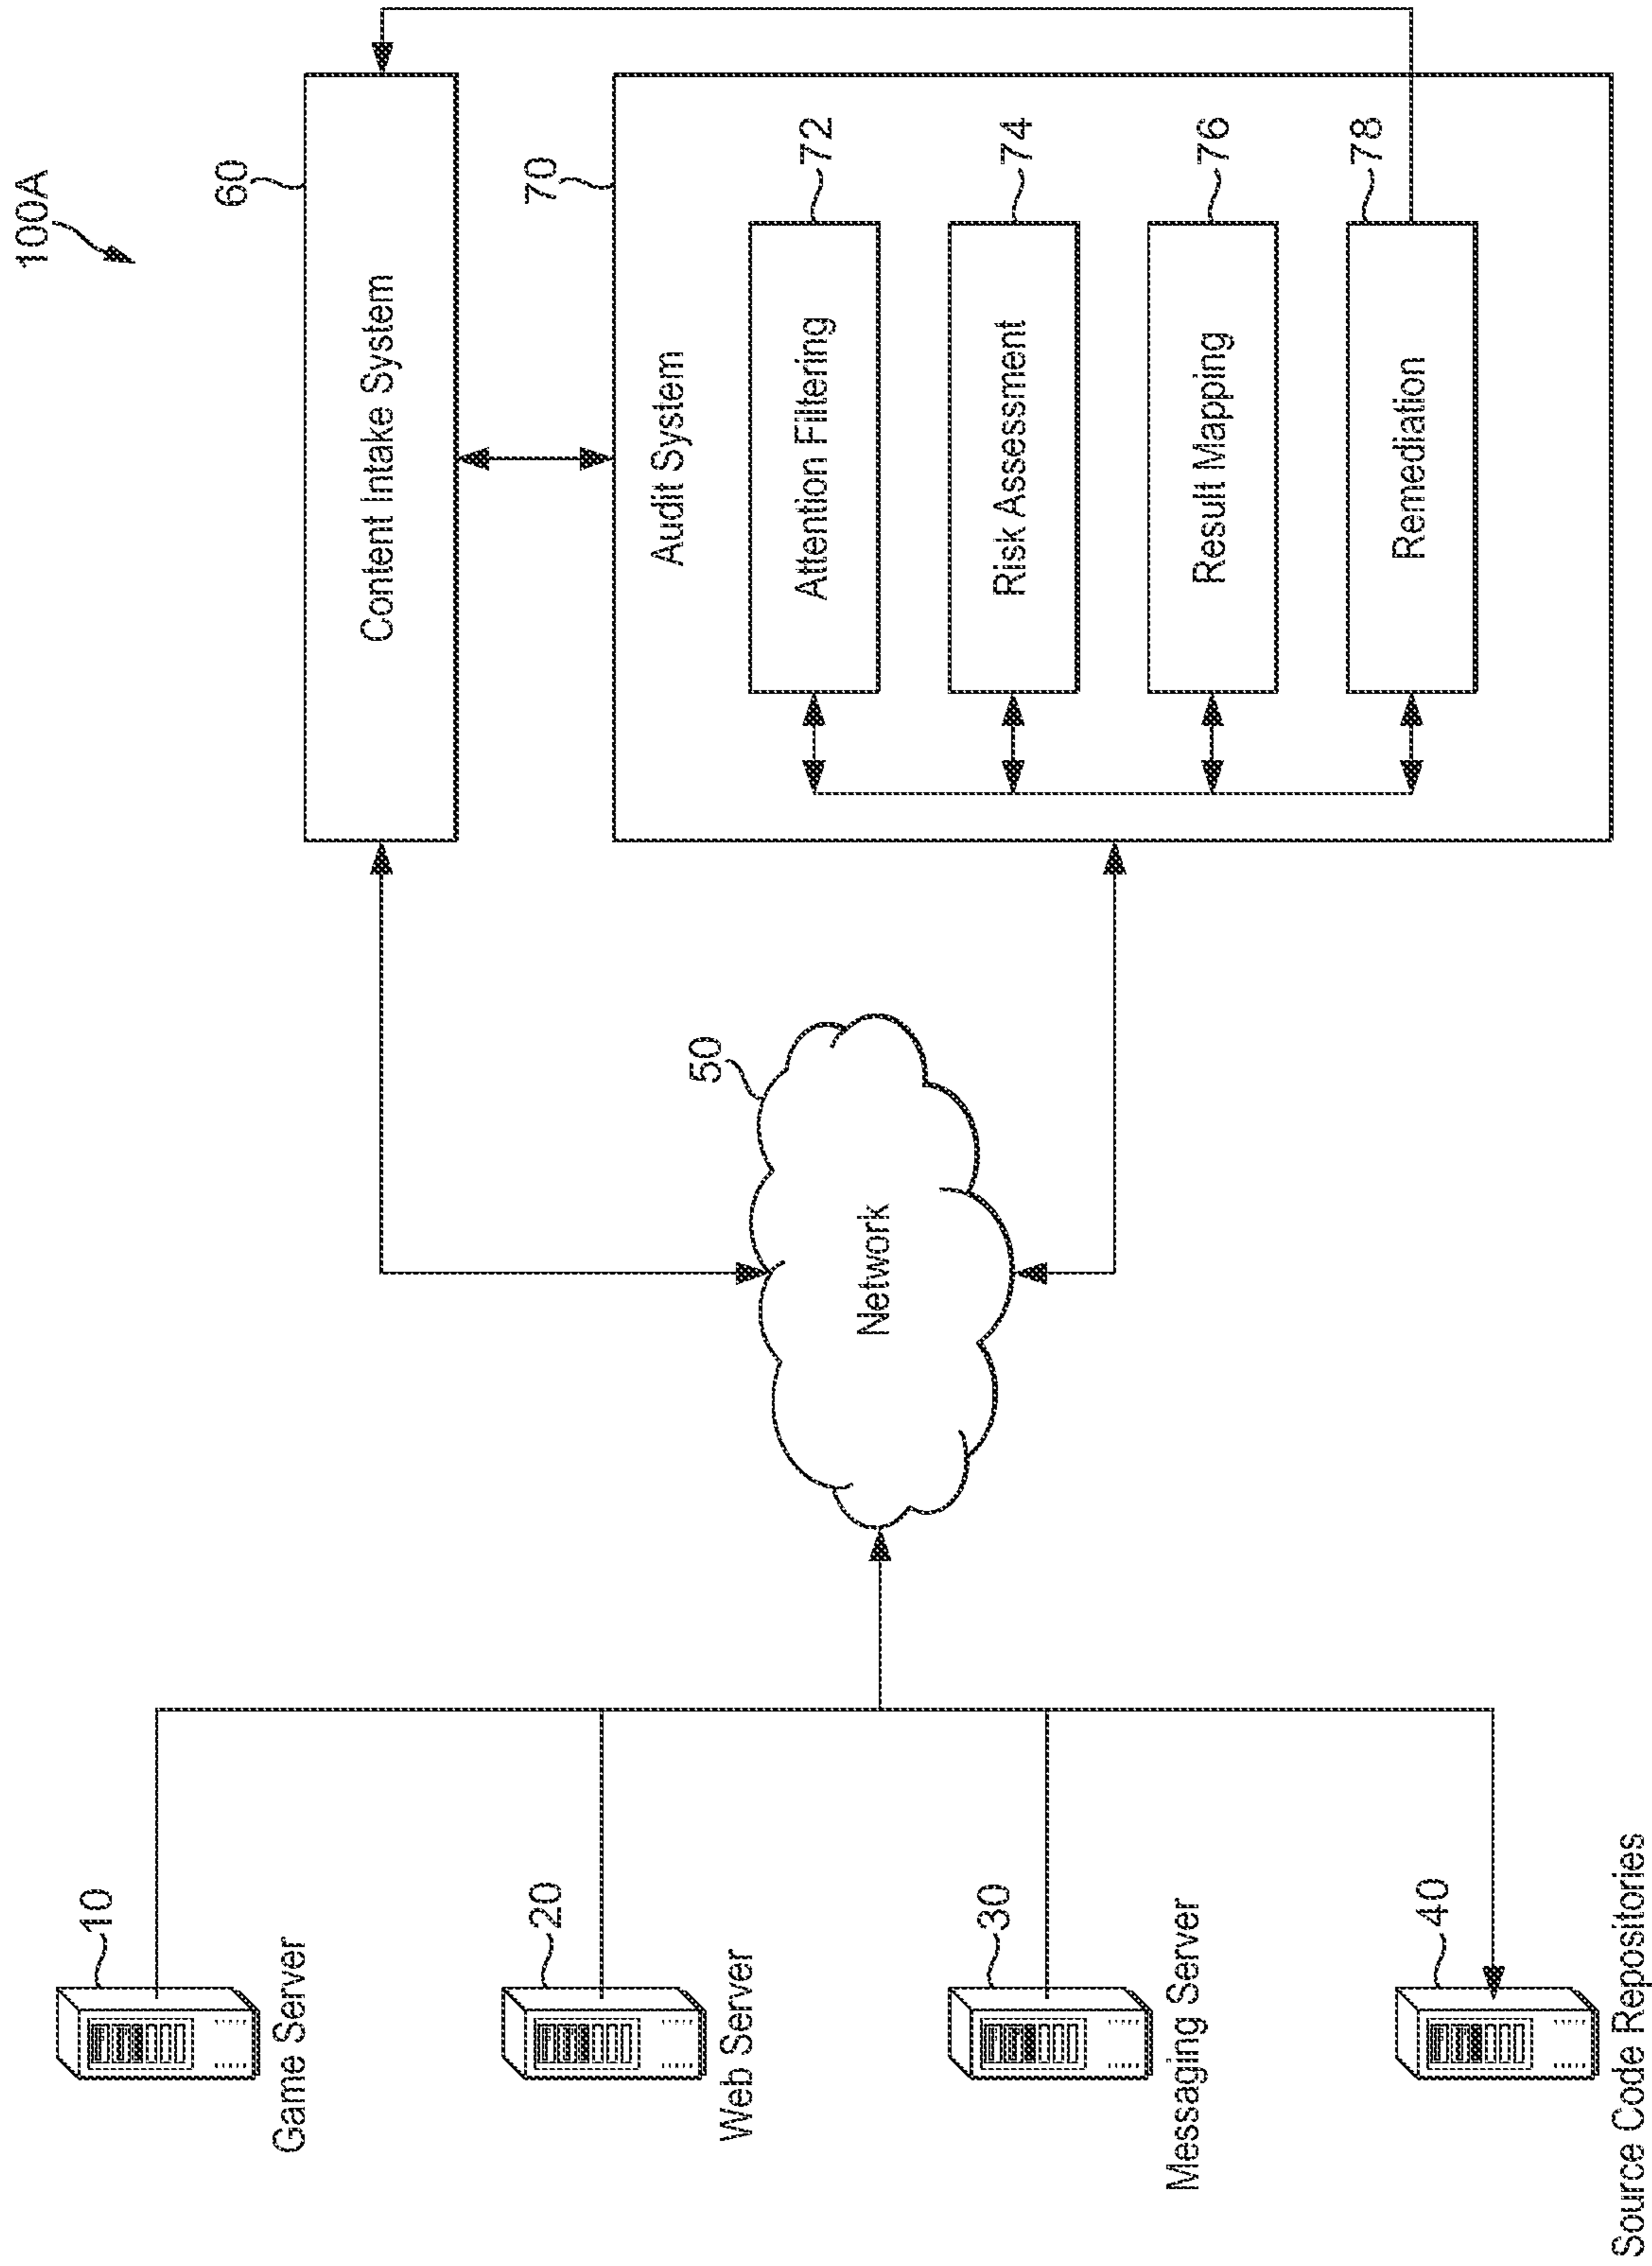 100A
10
Game Server
20
Web Server
30
Messaging Server
40
Source Code Repositories
50
Network
60
Content Intake System
70
Audit System
Attention Filtering
72
Risk Assessment
74
Result Mapping
76
Remediation
78